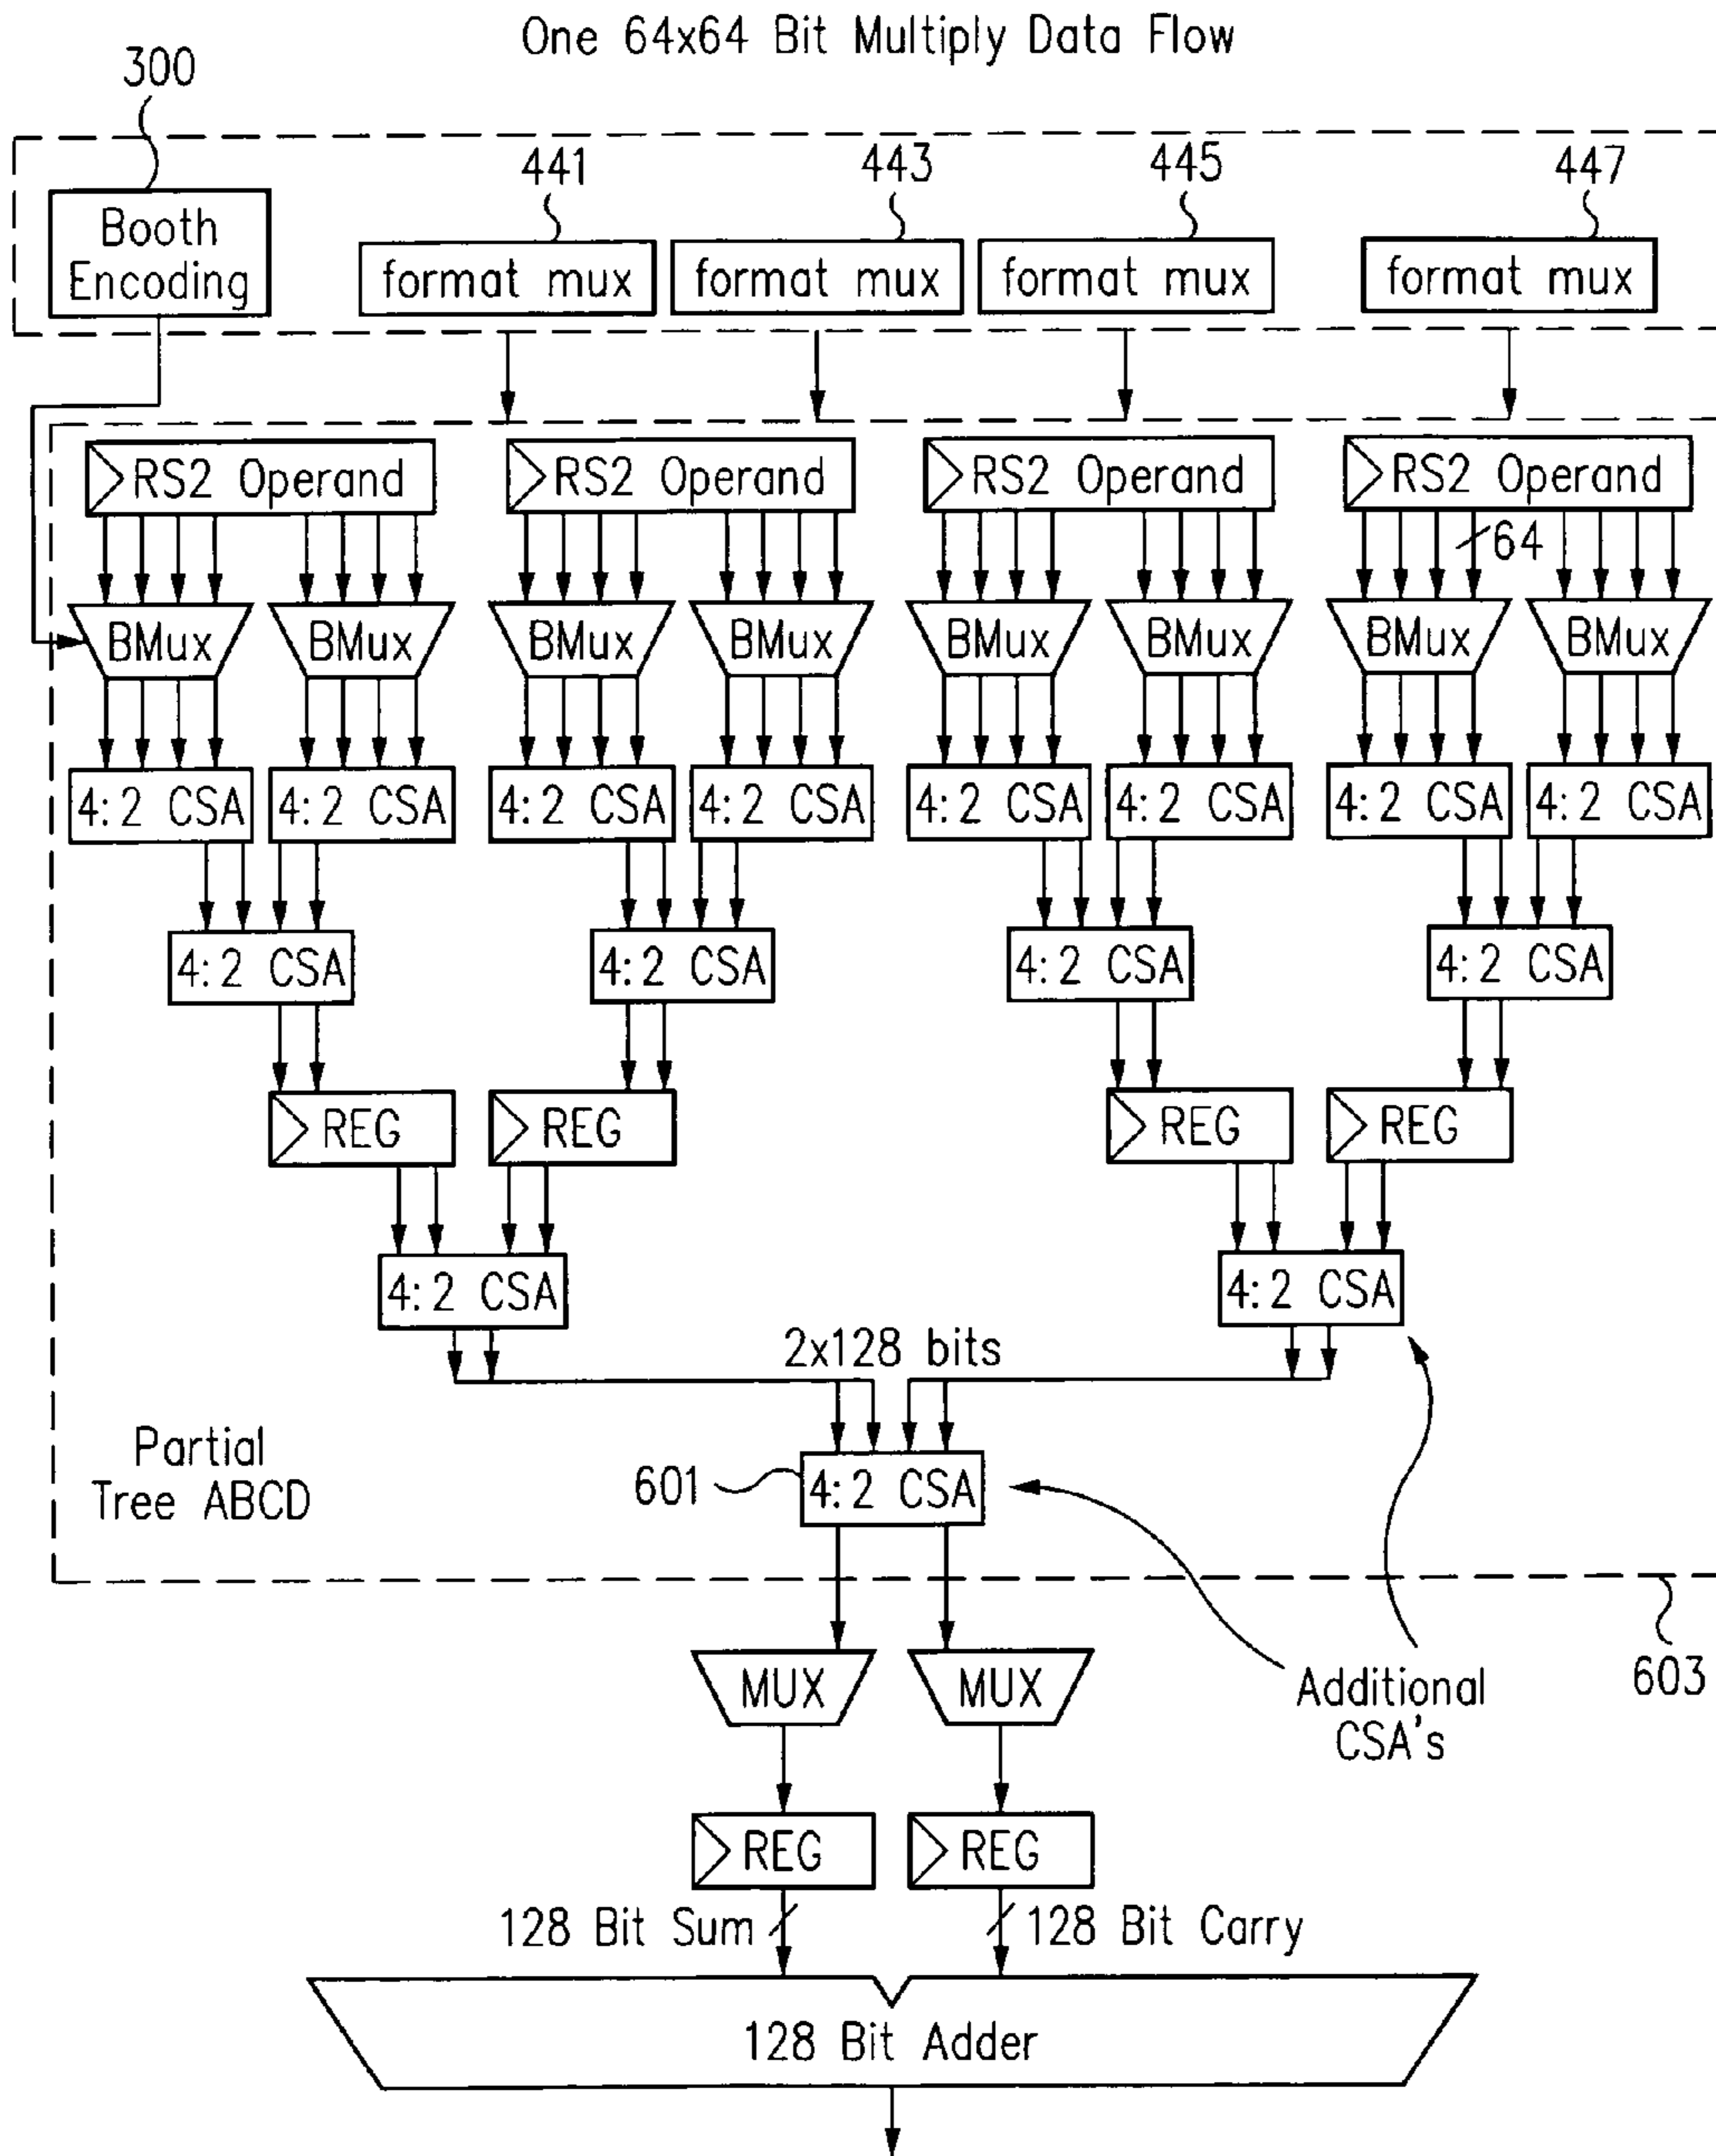 One 64x64 Bit Multiply Data Flow
300
441
443
445
447
Booth
Encoding
format mux
format mux
format mux
format mux
RS2 Operand
RS2 Operand
RS2 Operand
RS2 Operand
64
BMux
BMux
BMux
BMux
BMux
BMux
BMux
BMux
4:2 CSA
4:2 CSA
4:2 CSA
4:2 CSA
4:2 CSA
4:2 CSA
4:2 CSA
4:2 CSA
4:2 CSA
4:2 CSA
4:2 CSA
4:2 CSA
REG
REG
REG
REG
4:2 CSA
4:2 CSA
2x128 bits
Partial
Tree ABCD
601
4:2 CSA
603
MUX
MUX
Additional
CSA's
REG
REG
128 Bit Sum
128 Bit Carry
128 Bit Adder